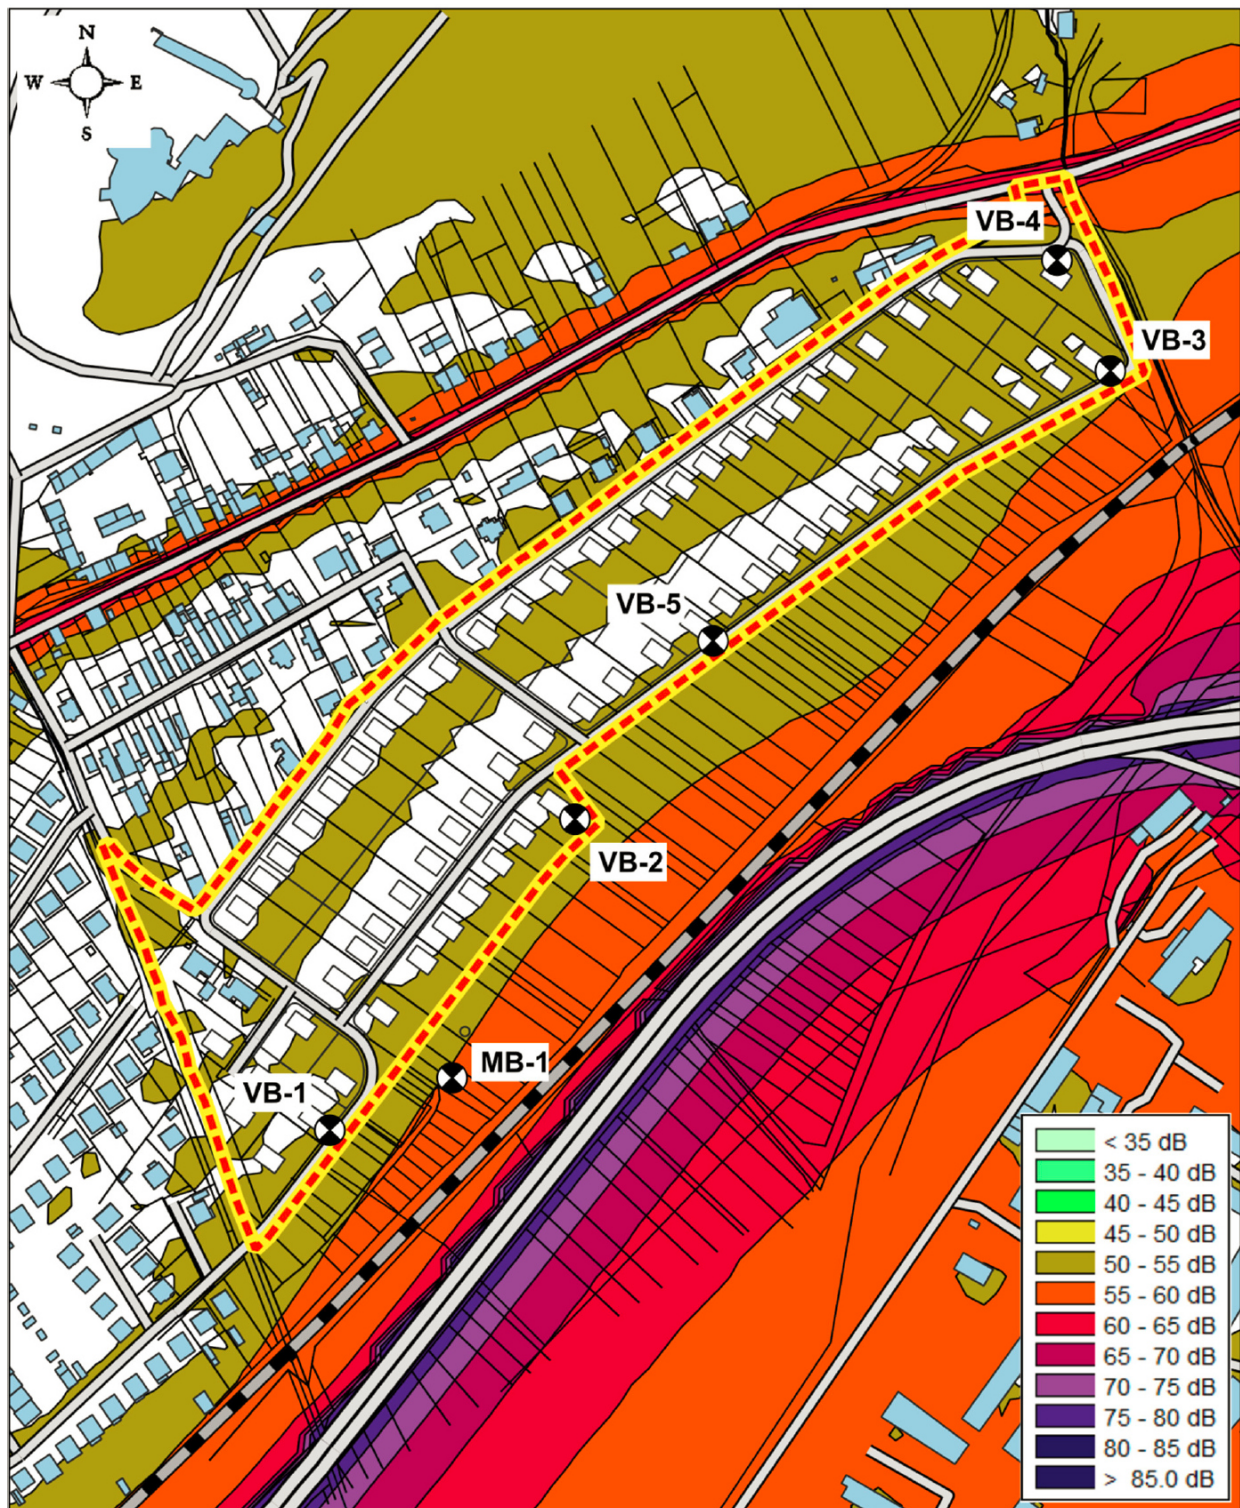 N
W E
S
VB-4
VB-3
VB-5
VB-2
MB-1
VB-1
< 35 dB
35 - 40 dB
40 - 45 dB
45 - 50 dB
50 - 55 dB
55 - 60 dB
60 - 65 dB
65 - 70 dB
70 - 75 dB
75 - 80 dB
80 - 85 dB
> 85.0 dB